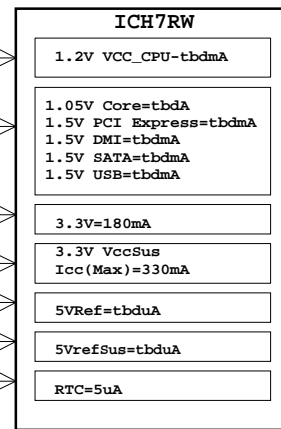 ICH7RW
1.2V VCC_CPU-tbdmA
1.05V Core=tbdA
1.5V PCI Express=tbdmA
1.5V DMI=tbdmA
1.5V SATA=tbdmA
1.5V USB=tbdmA
3.3V=180mA
3.3V VccSus
Icc(Max)=330mA
5VRef=tbduA
5VrefSus=tbduA
RTC=5uA